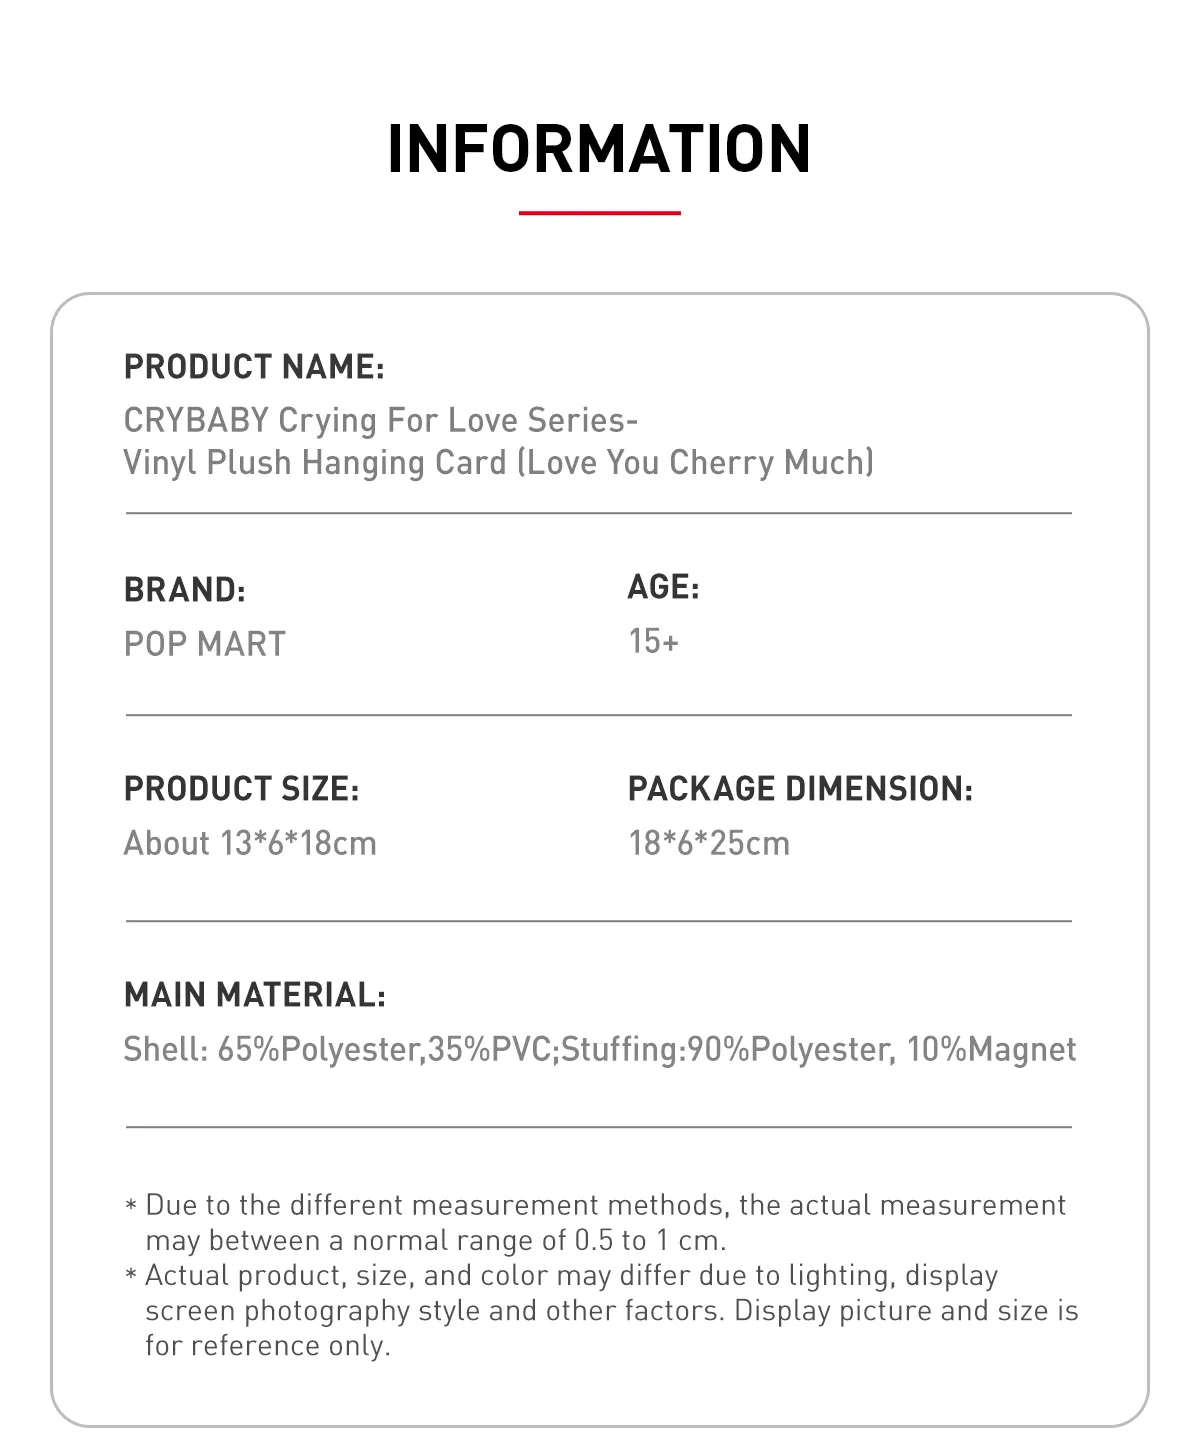 INFORMATION
PRODUCT NAME:
CRYBABY Crying For Love Series-
Vinyl Plush Hanging Card (Love You Cherry Much)
BRAND:
POP MART
AGE:
15+
PRODUCT SIZE:
About 13*6*18cm
PACKAGE DIMENSION:
18*6*25cm
MAIN MATERIAL:
Shell: 65%Polyester,35%PVC;Stuffing:90%Polyester, 10%Magnet
* Due to the different measurement methods, the actual measurement
may between a normal range of 0.5 to 1 cm.
* Actual product, size, and color may differ due to lighting, display
screen photography style and other factors. Display picture and size is
for reference only.